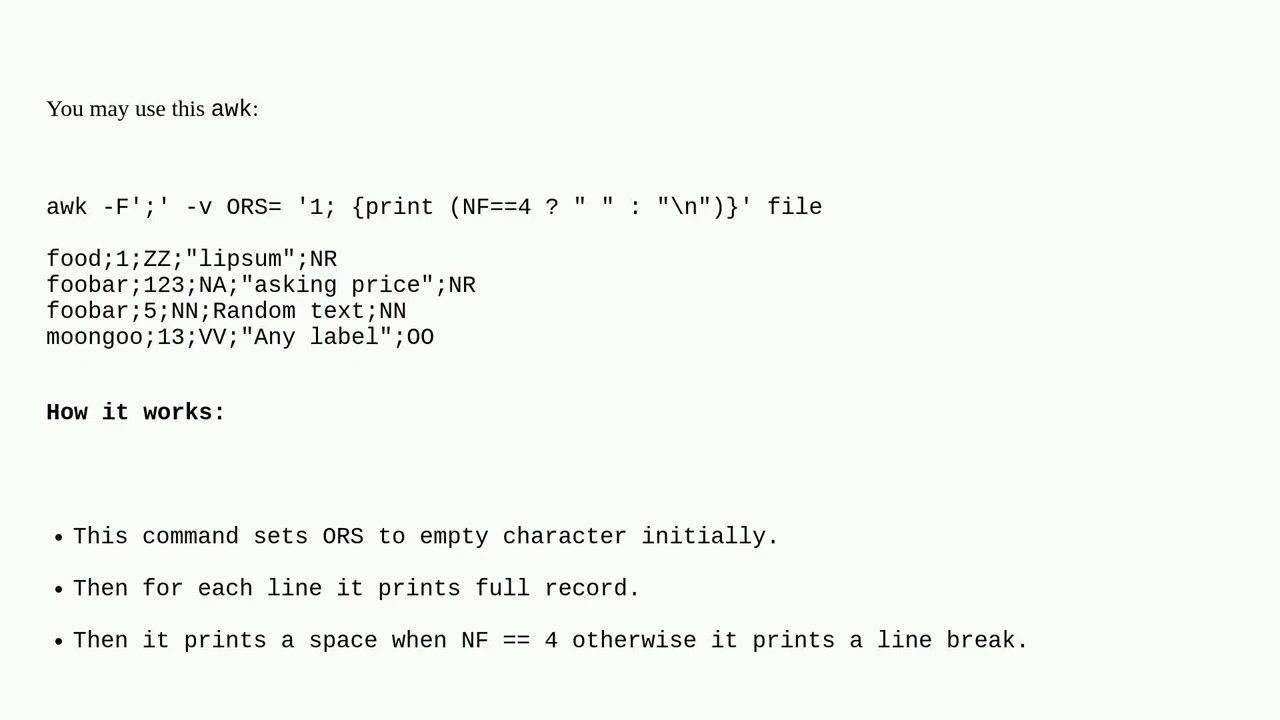 You may use this awk:
awk -F';' -v ORS= '1; {print (NF==4 ? " " : "\n")}' file
food;1;ZZ;"lipsum";NR
foobar;123;NA;"asking price";NR
foobar;5;NN;Random text;NN
moongoo;13;VV;"Any label";OO
How it works:
• This command sets ORS to empty character initially.
• Then for each line it prints full record.
• Then it prints a space when NF == 4 otherwise it prints a line break.